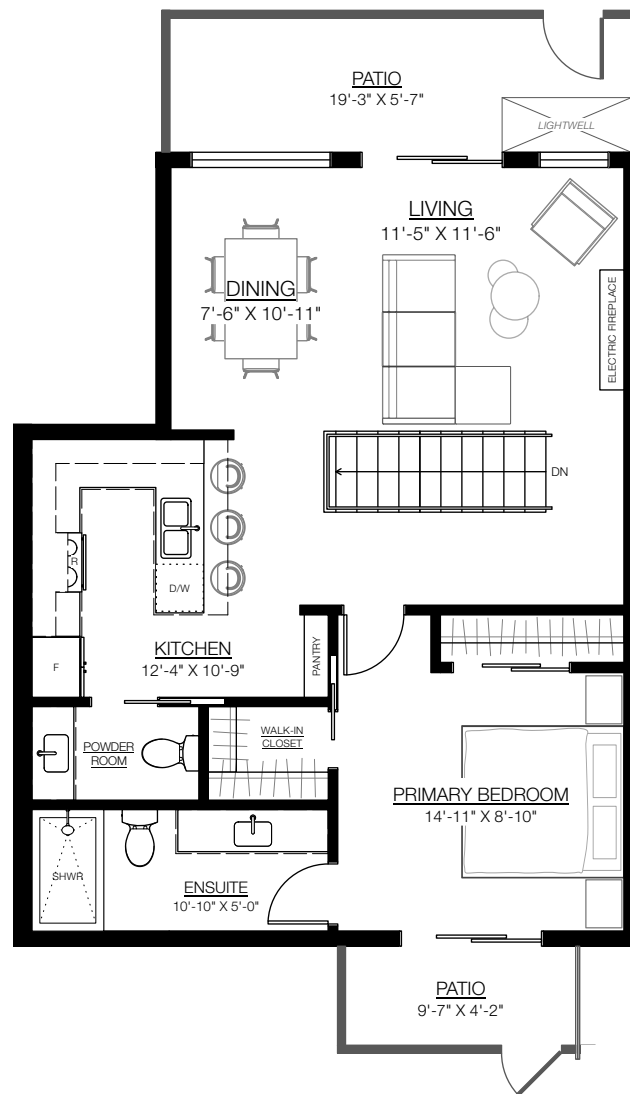 PATIO
19'-3" X 5'-7"
LIGHTWELL
LIVING
11'-5" X 11'-6"
DINING
7'-6" X 10'-11"
ELECTRIC FIREPLACE
DN
R
D/W
F
KITCHEN
12'-4" X 10'-9"
PANTRY
POWDER
ROOM
WALK-IN
CLOSET
PRIMARY BEDROOM
14'-11" X 8'-10"
SHWR
ENSUITE
10'-10" X 5'-0"
PATIO
9'-7" X 4'-2"